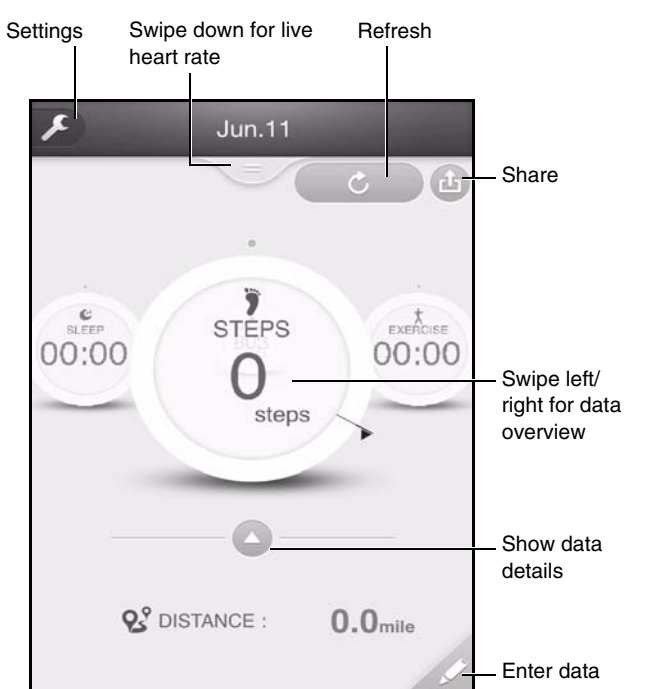 Settings
Swipe down for live
heart rate
Refresh
Jun.11
Share
SLEEP
00:00
STEPS
0
steps
EXERCISE
00:00
Swipe left/
right for data
overview
Show data
details
DISTANCE :
0.0mile
Enter data